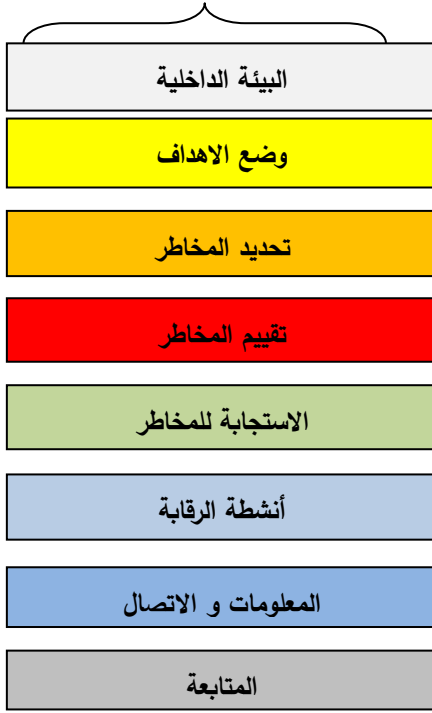 البيئة الداخلية
وضع الاهداف
تحديد المخاطر
تقييم المخاطر
الاستجابة للمخاطر
أنشطة الرقابة
المعلومات و الاتصال
المتابعة